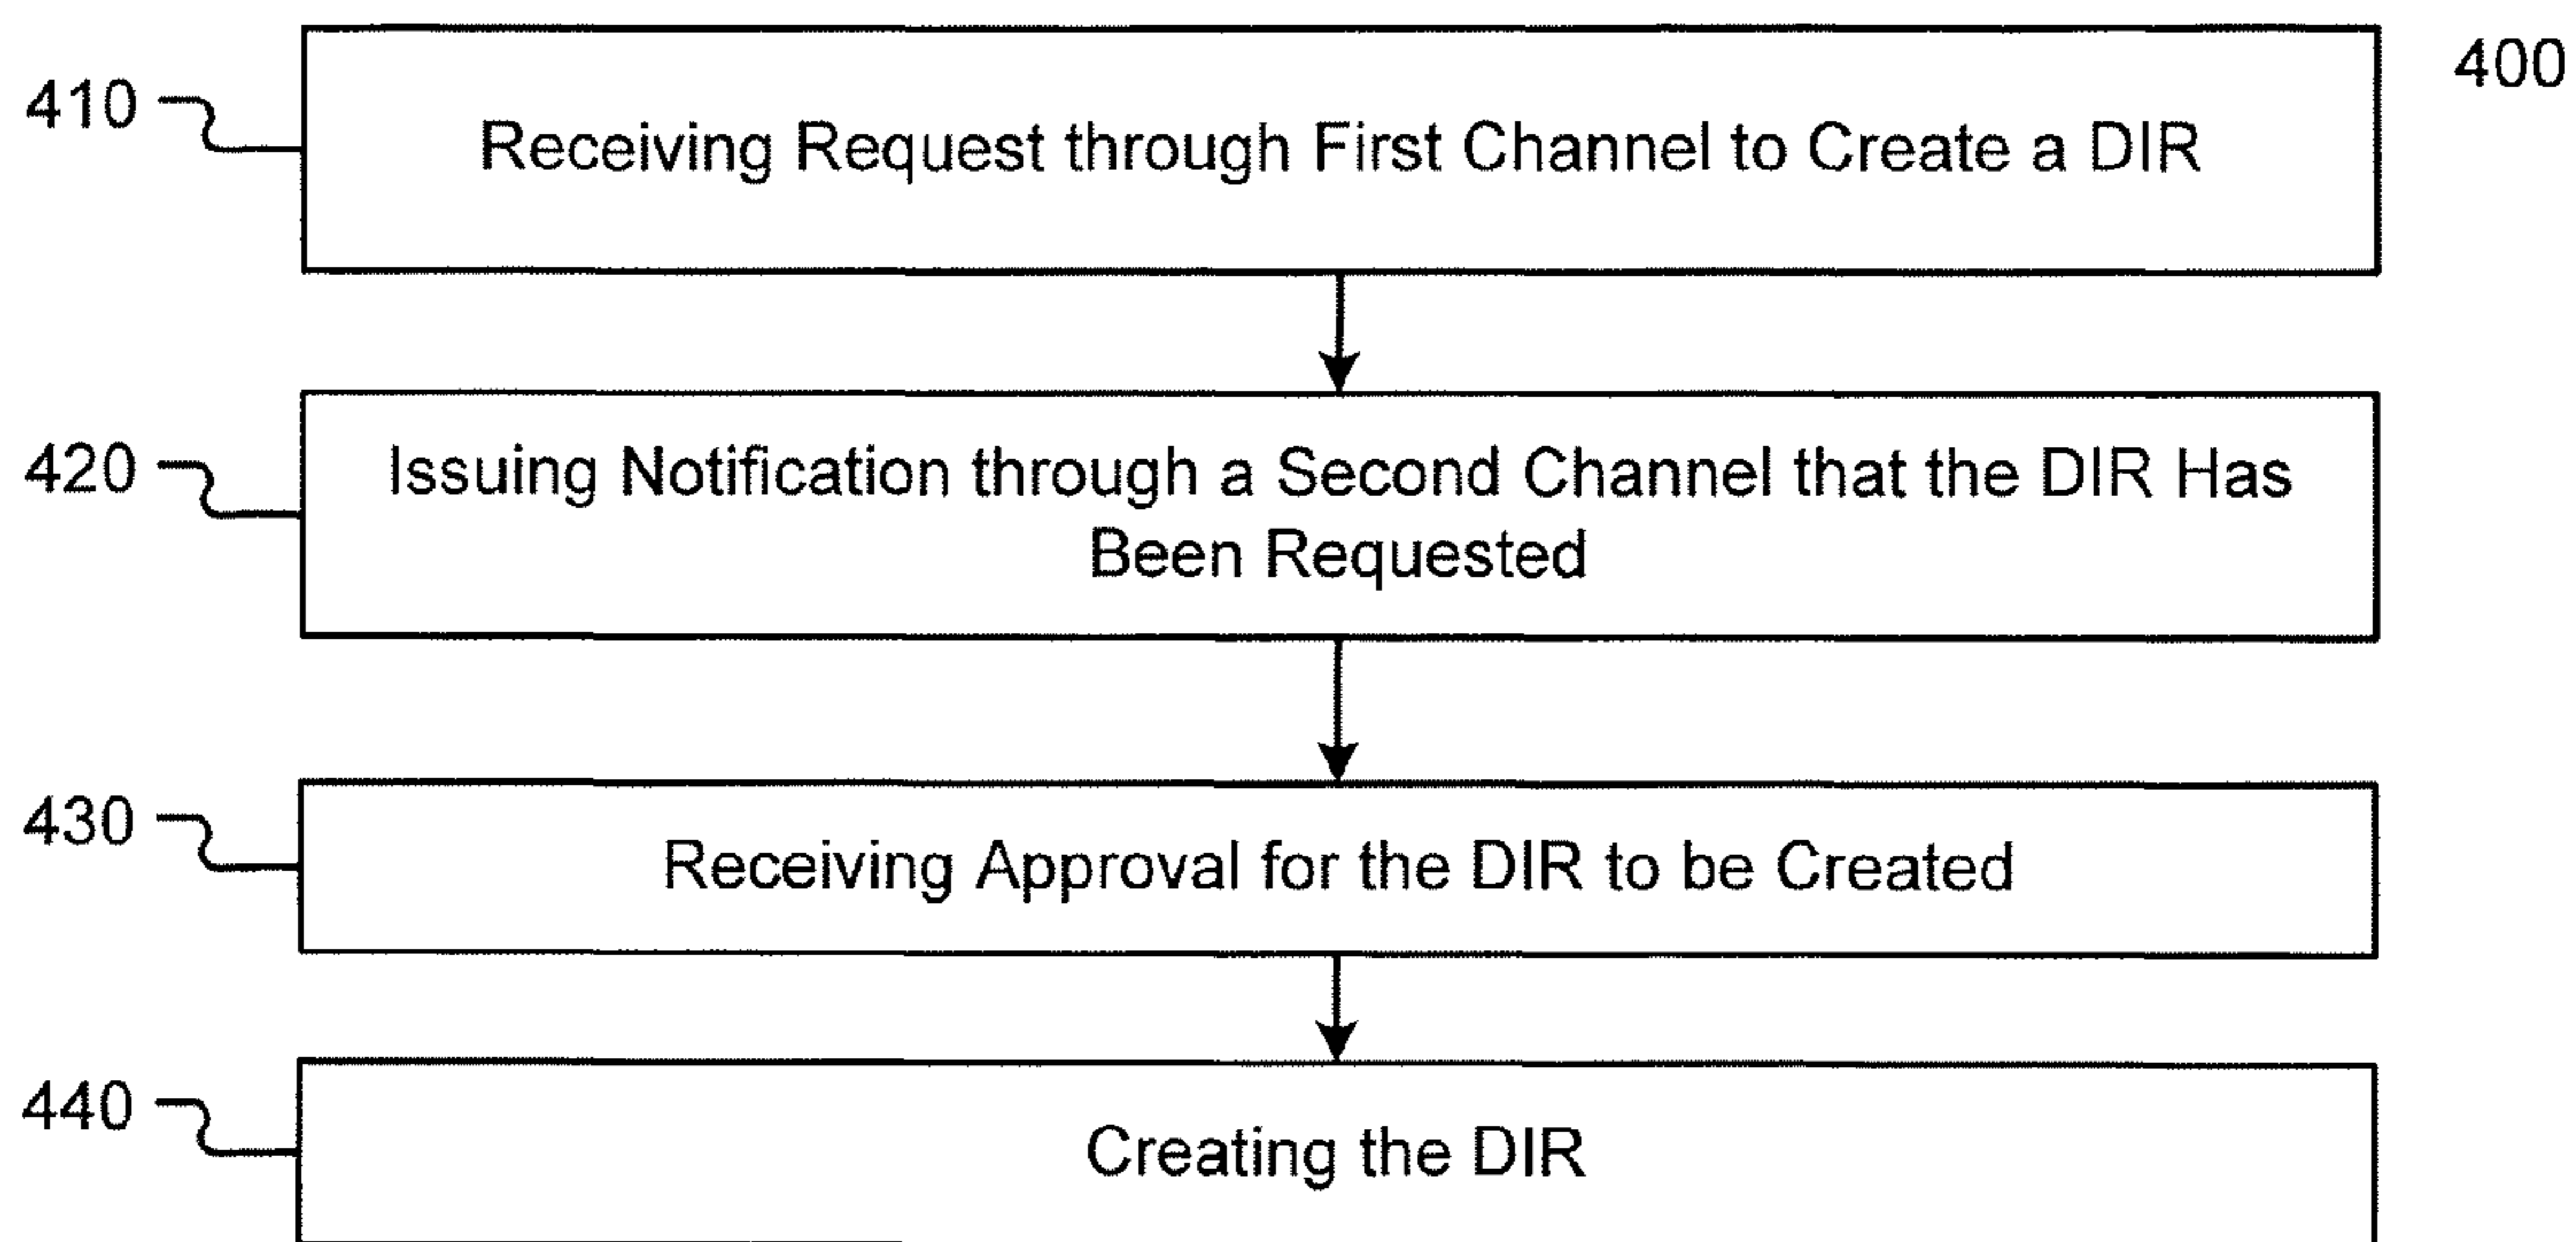 400
410
Receiving Request through First Channel to Create a DIR
420
Issuing Notification through a Second Channel that the DIR Has
Been Requested
430
Receiving Approval for the DIR to be Created
440
Creating the DIR